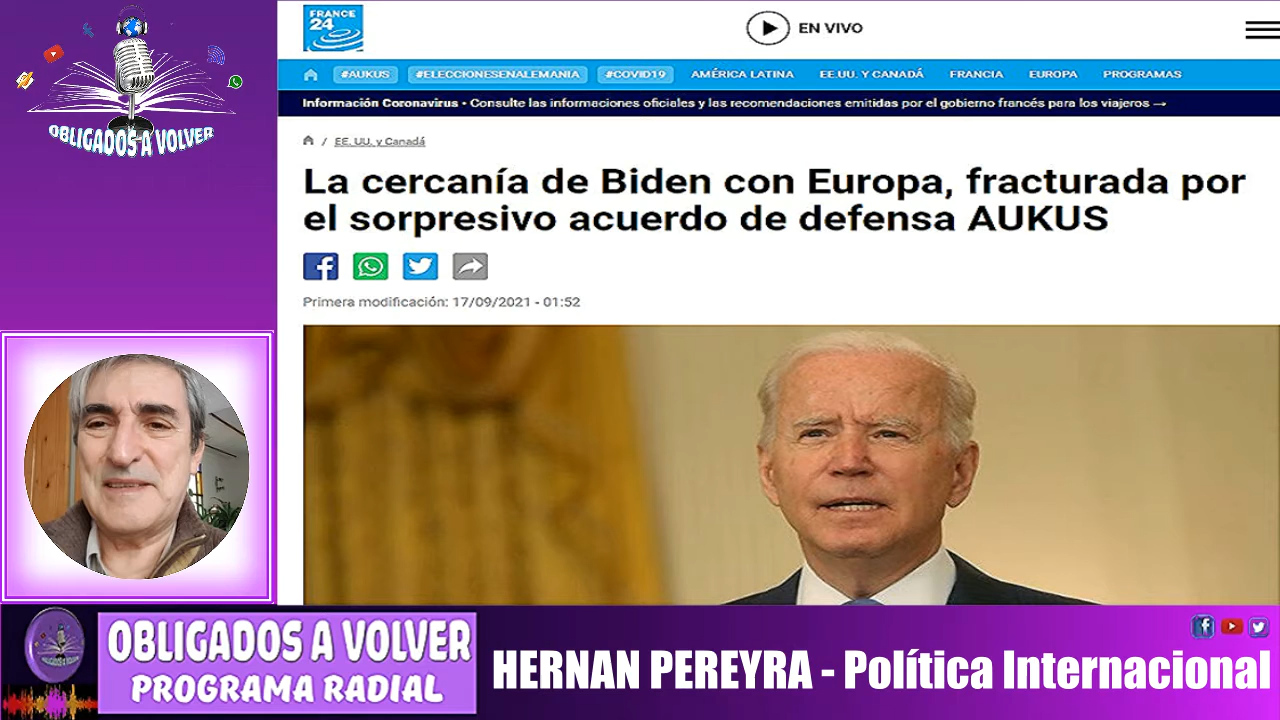 OBLIGADOS A VOLVER
FRANCE
24
EN VIVO
#AUKUS
#ELECCIONESENALEMANIA
#COVID19
AMÉRICA LATINA
EE.UU. Y CANADÁ
FRANCIA
EUROPA
PROGRAMAS
Información Coronavirus • Consulte las informaciones oficiales y las recomendaciones emitidas por el gobierno francés para los viajeros →
/ EE. UU. y Canadá
La cercanía de Biden con Europa, fracturada por
el sorpresivo acuerdo de defensa AUKUS
Primera modificación: 17/09/2021 - 01:52
OBLIGADOS A VOLVER
OBLIGADOS A VOLVER
PROGRAMA RADIAL
HERNAN PEREYRA - Política Internacional